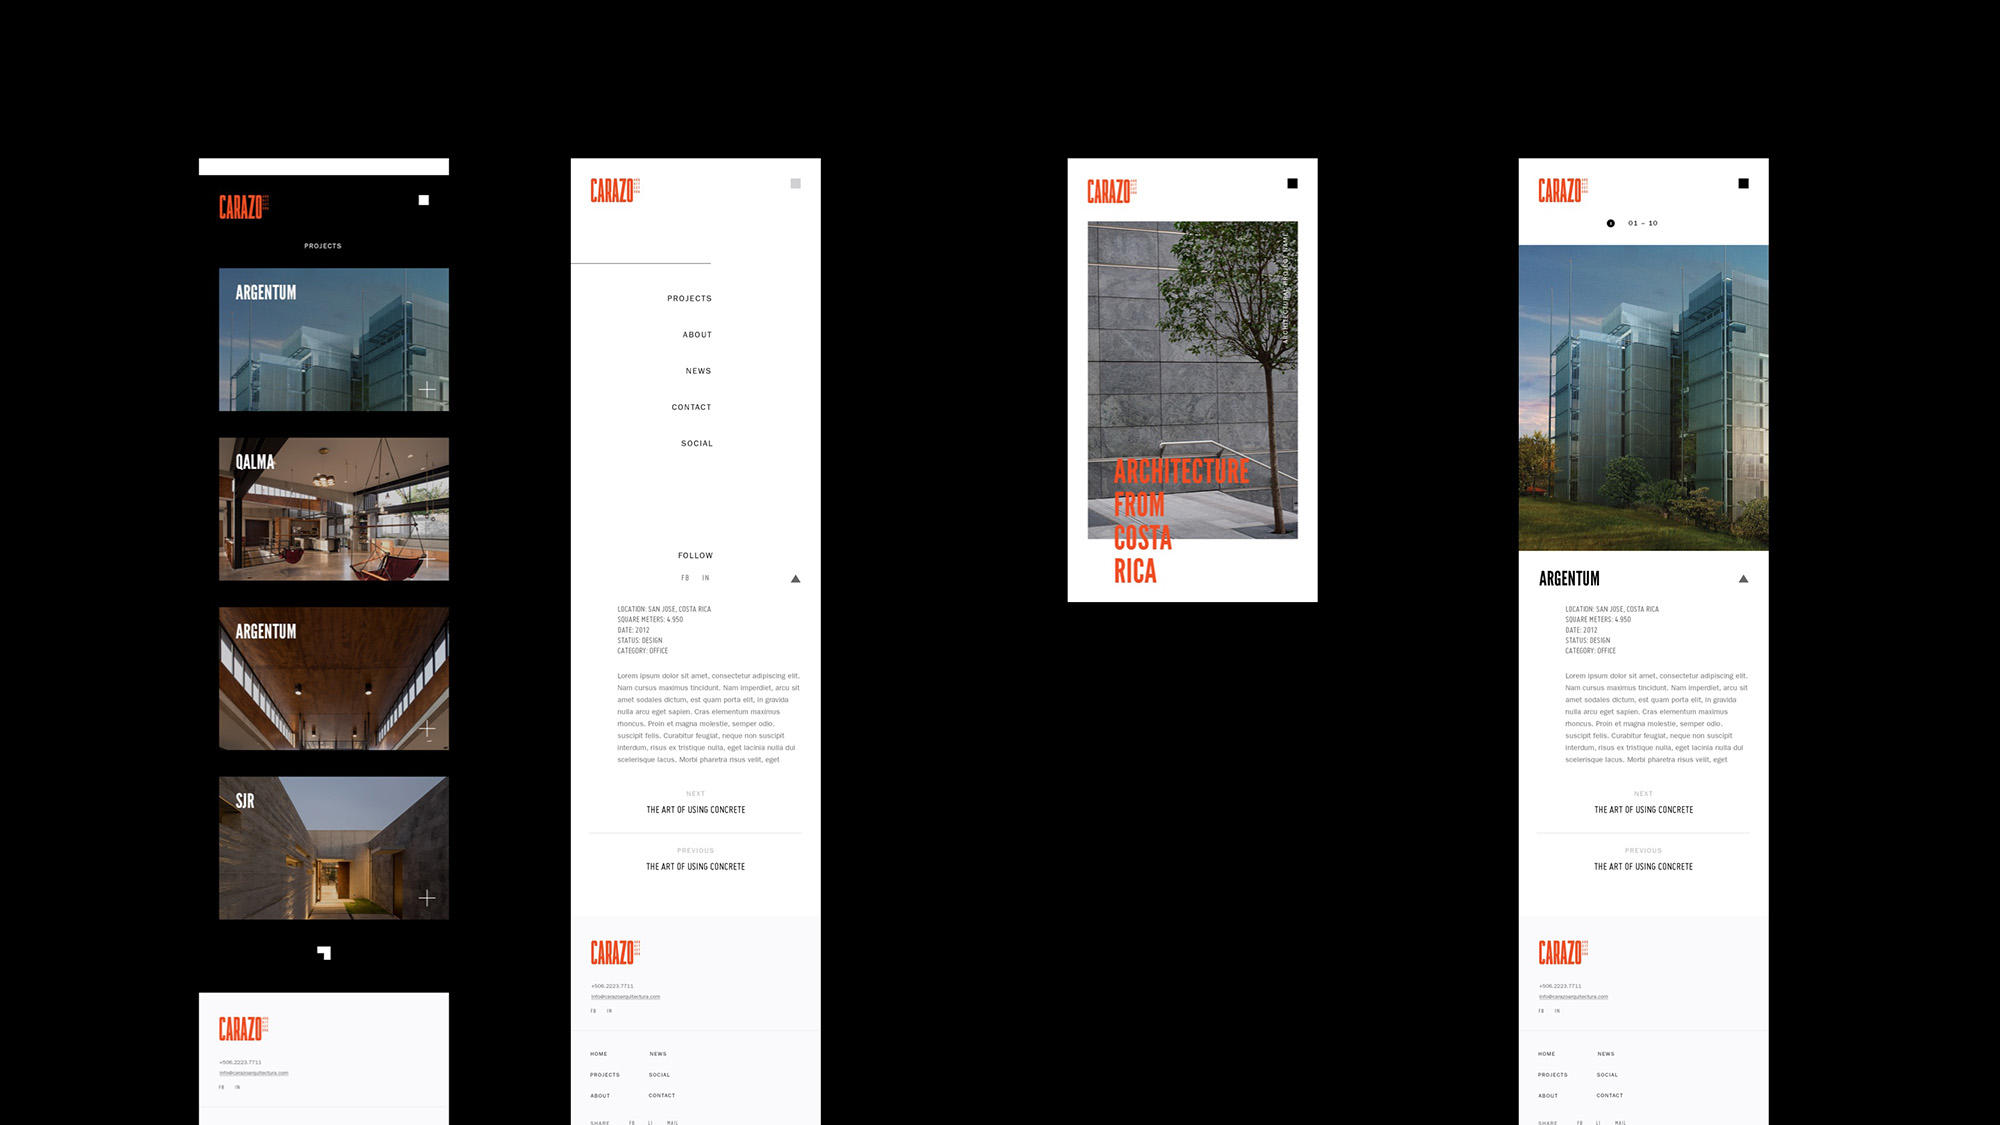 CARAZO
PROJECTS
ARGENTUM
QALMA
ARGENTUM
SJR
CARAZO
+506.2223.7711
info@carazoarquitectura.com
FB IN
CARAZO
PROJECTS
ABOUT
NEWS
CONTACT
SOCIAL
FOLLOW
FB IN
LOCATION: SAN JOSE, COSTA RICA
SQUARE METERS: 4.950
DATE: 2012
STATUS: DESIGN
CATEGORY: OFFICE
Lorem ipsum dolor sit amet, consectetur adipiscing elit.
Nam cursus maximus tincidunt. Nam imperdiet, arcu sit
amet sodales dictum, est quam porta elit, in gravida
nulla arcu eget sapien. Cras elementum maximus
rhoncus. Proin et magna molestie, semper odio.
suscipit felis. Curabitur feugiat, neque non suscipit
interdum, risus ex tristique nulla, eget lacinia nulla dui
scelerisque lacus. Morbi pharetra risus velit, eget
NEXT
THE ART OF USING CONCRETE
PREVIOUS
THE ART OF USING CONCRETE
CARAZO
+506.2223.7711
info@carazoarquitectura.com
FB IN
HOME NEWS
PROJECTS SOCIAL
ABOUT CONTACT
SHARE FB LI MAIL
CARAZO
ARCHITECTURAL PROJECT NAME
ARCHITECTURE
FROM
COSTA
RICA
CARAZO
01 – 10
ARGENTUM
LOCATION: SAN JOSE, COSTA RICA
SQUARE METERS: 4.950
DATE: 2012
STATUS: DESIGN
CATEGORY: OFFICE
Lorem ipsum dolor sit amet, consectetur adipiscing elit.
Nam cursus maximus tincidunt. Nam imperdiet, arcu sit
amet sodales dictum, est quam porta elit, in gravida
nulla arcu eget sapien. Cras elementum maximus
rhoncus. Proin et magna molestie, semper odio.
suscipit felis. Curabitur feugiat, neque non suscipit
interdum, risus ex tristique nulla, eget lacinia nulla dui
scelerisque lacus. Morbi pharetra risus velit, eget
NEXT
THE ART OF USING CONCRETE
PREVIOUS
THE ART OF USING CONCRETE
CARAZO
+506.2223.7711
info@carazoarquitectura.com
FB IN
HOME NEWS
PROJECTS SOCIAL
ABOUT CONTACT
SHARE FB LI MAIL